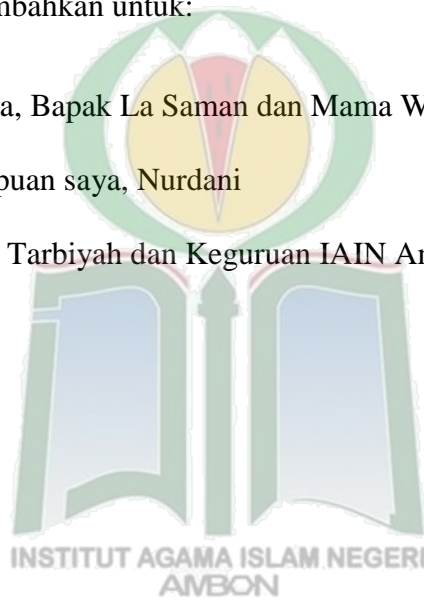 mbahkan untuk:
a, Bapak La Saman dan Mama W
puan saya, Nurdani
Tarbiyah dan Keguruan IAIN A
INSTITUT AGAMA ISLAM NEGERI
AMBON